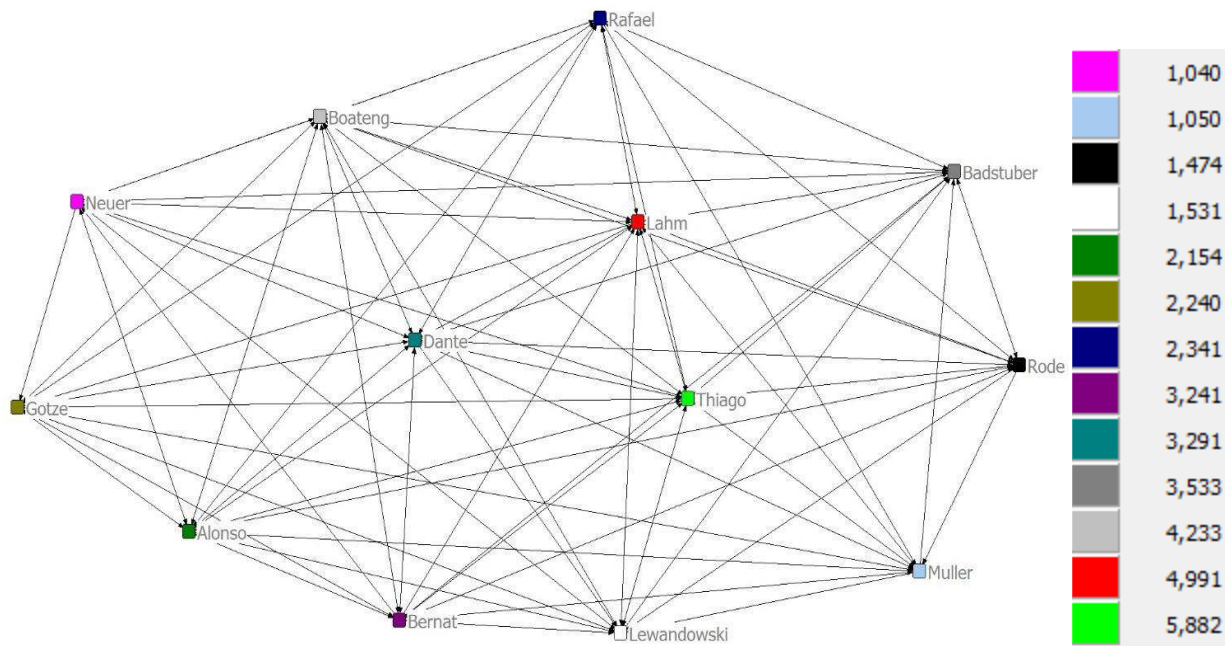 Rafael
Boateng
Badstuber
Neuer
Lahm
Dante
Rode
Thiago
Gotze
Alonso
Muller
Bernat
Lewandowski
1,040
1,050
1,474
1,531
2,154
2,240
2,341
3,241
3,291
3,533
4,233
4,991
5,882